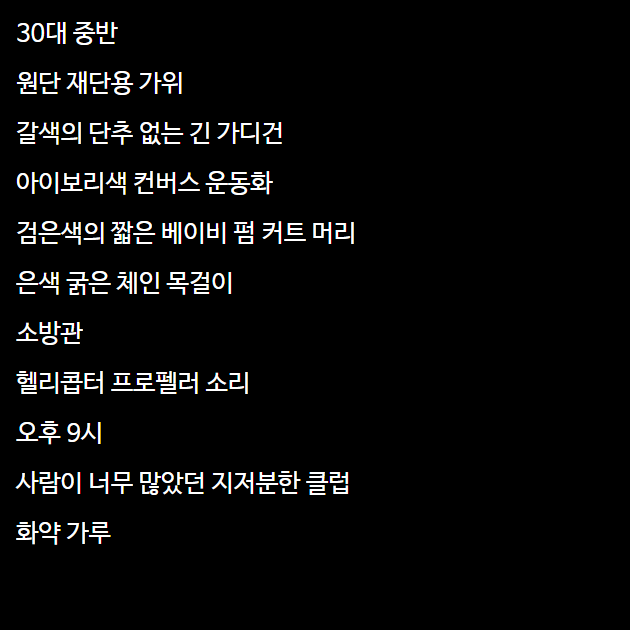 30대 중반
원단 재단용 가위
갈색의 단추 없는 긴 가디건
아이보리색 컨버스 운동화
검은색의 짧은 베이비 펌 커트 머리
은색 굵은 체인 목걸이
소방관
헬리콥터 프로펠러 소리
오후 9시
사람이 너무 많았던 지저분한 클럽
화약 가루